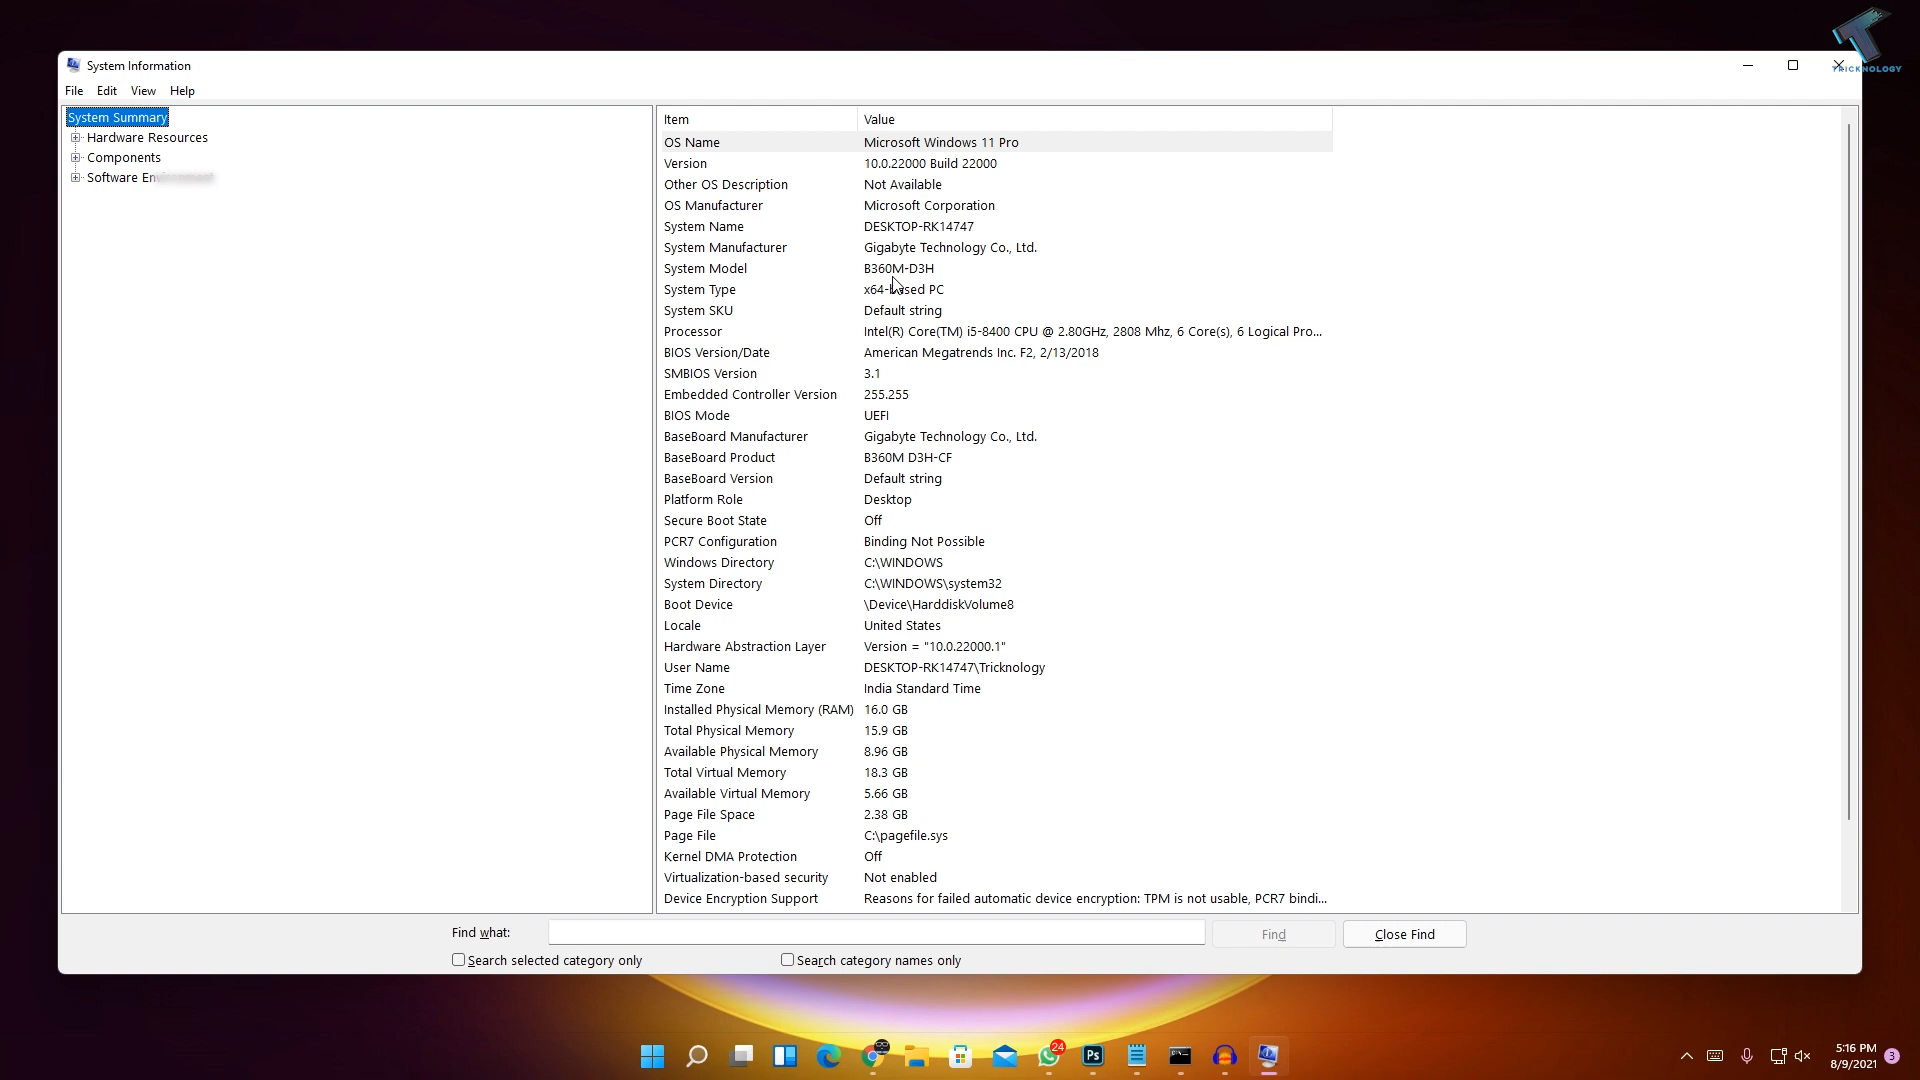 TRICKNOLOGY
System Information
File Edit View Help
System Summary
Hardware Resources
Components
Software Environment
Item Value
OS Name Microsoft Windows 11 Pro
Version 10.0.22000 Build 22000
Other OS Description Not Available
OS Manufacturer Microsoft Corporation
System Name DESKTOP-RK14747
System Manufacturer Gigabyte Technology Co., Ltd.
System Model B360M-D3H
System Type x64-based PC
System SKU Default string
Processor Intel(R) Core(TM) i5-8400 CPU @ 2.80GHz, 2808 Mhz, 6 Core(s), 6 Logical Pro...
BIOS Version/Date American Megatrends Inc. F2, 2/13/2018
SMBIOS Version 3.1
Embedded Controller Version 255.255
BIOS Mode UEFI
BaseBoard Manufacturer Gigabyte Technology Co., Ltd.
BaseBoard Product B360M D3H-CF
BaseBoard Version Default string
Platform Role Desktop
Secure Boot State Off
PCR7 Configuration Binding Not Possible
Windows Directory C:\WINDOWS
System Directory C:\WINDOWS\system32
Boot Device \Device\HarddiskVolume8
Locale United States
Hardware Abstraction Layer Version = "10.0.22000.1"
User Name DESKTOP-RK14747\Tricknology
Time Zone India Standard Time
Installed Physical Memory (RAM) 16.0 GB
Total Physical Memory 15.9 GB
Available Physical Memory 8.96 GB
Total Virtual Memory 18.3 GB
Available Virtual Memory 5.66 GB
Page File Space 2.38 GB
Page File C:\pagefile.sys
Kernel DMA Protection Off
Virtualization-based security Not enabled
Device Encryption Support Reasons for failed automatic device encryption: TPM is not usable, PCR7 bindi...
Find what: Find Close Find
Search selected category only Search category names only
24
Ps
5:16 PM
8/9/2021 3